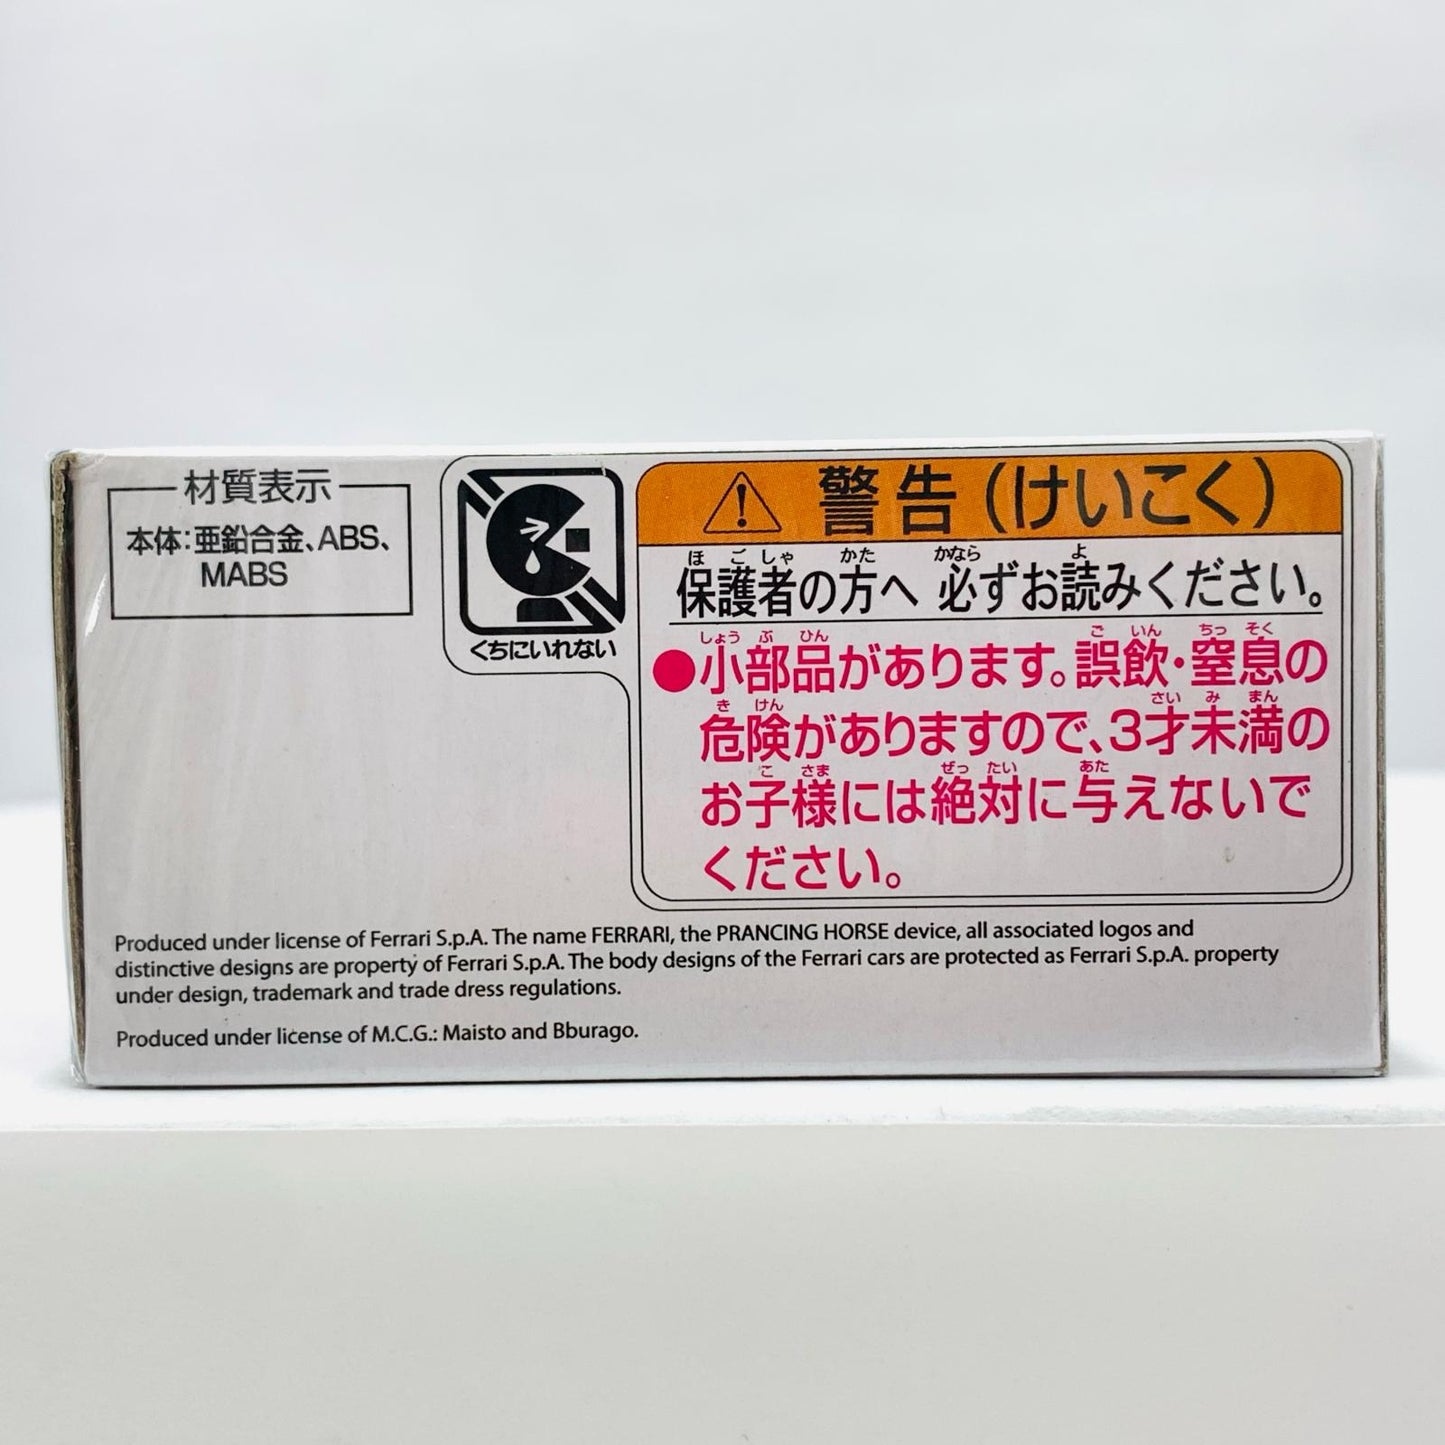 材質表示
本体:亜鉛合金、ABS、
MABS
くちにいれない
警告(けいこく)
ほごしゃ かた かなら よ
保護者の方へ 必ずお読みください。
しょうぶひん ごいん ちっそく
●小部品があります。誤飲・窒息の
きけん さいみまん
危険がありますので、3才未満の
こさま ぜったい あた
お子様には絶対に与えないで
ください。
Produced under license of Ferrari S.p.A. The name FERRARI, the PRANCING HORSE device, all associated logos and
distinctive designs are property of Ferrari S.p.A. The body designs of the Ferrari cars are protected as Ferrari S.p.A. property
under design, trademark and trade dress regulations.
Produced under license of M.C.G.: Maisto and Bburago.